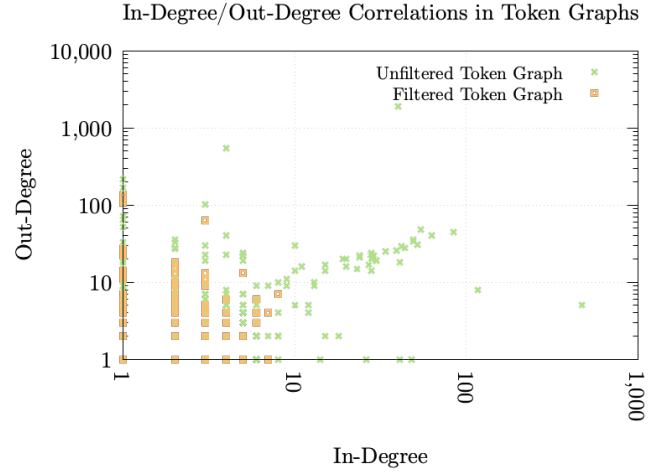 In-Degree/Out-Degree Correlations in Token Graphs
10,000
1,000
100
10
1
Out-Degree
Unfiltered Token Graph
Filtered Token Graph
1
10
100
1,000
In-Degree